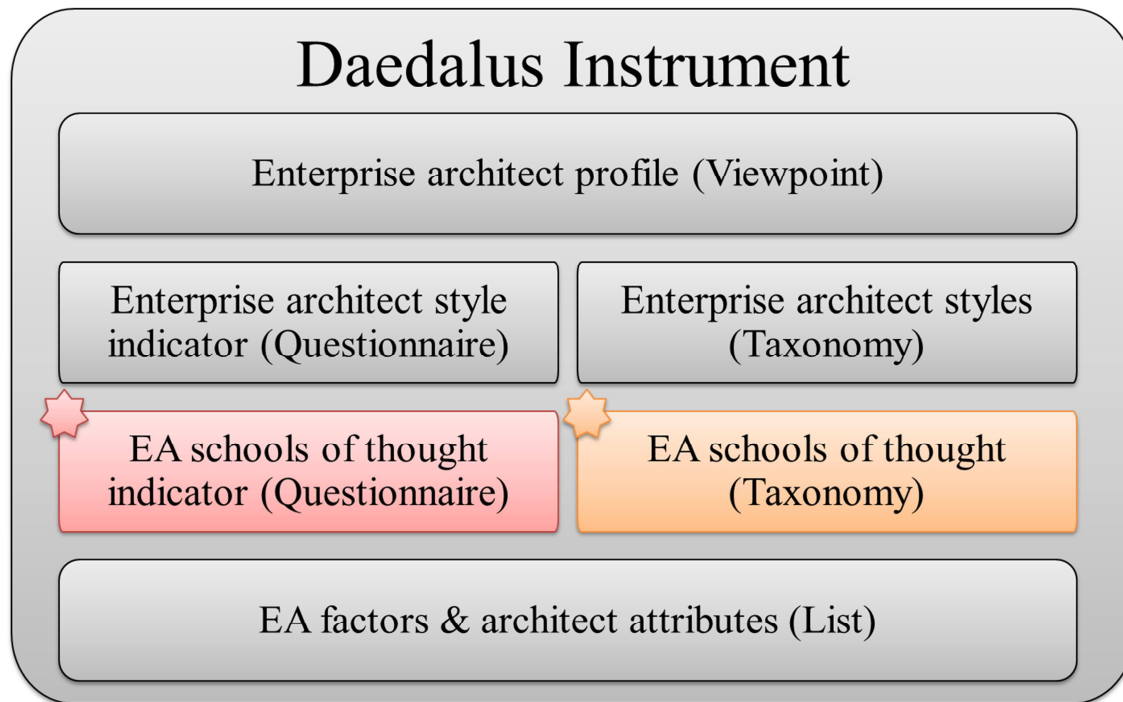 Daedalus Instrument
Enterprise architect profile (Viewpoint)
Enterprise architect style
indicator (Questionnaire)
Enterprise architect styles
(Taxonomy)
EA schools of thought
indicator (Questionnaire)
EA schools of thought
(Taxonomy)
EA factors & architect attributes (List)